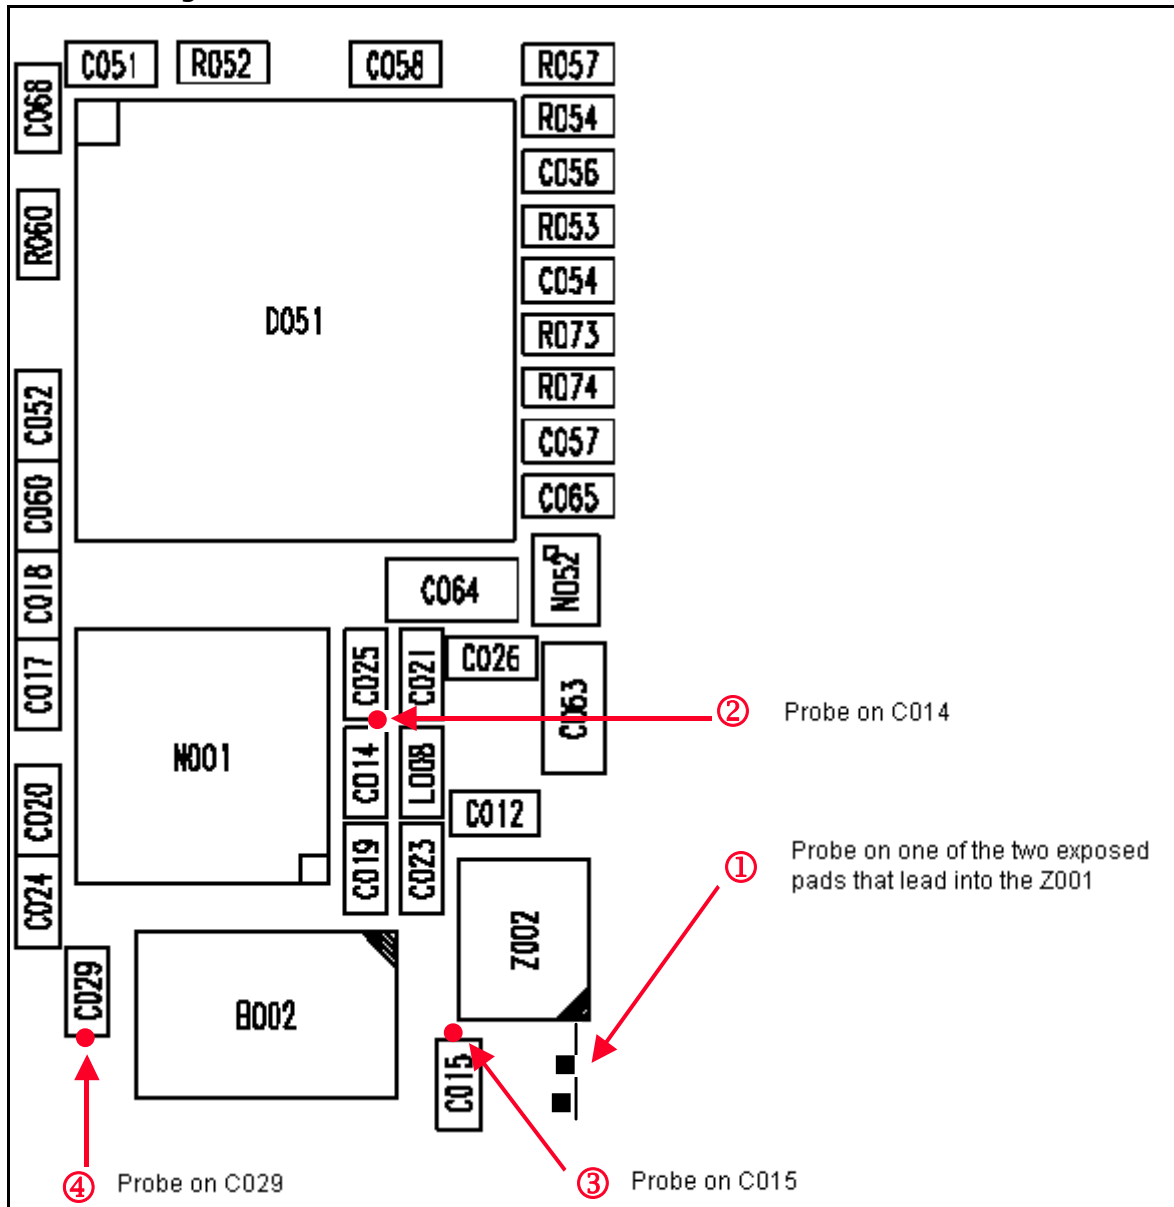 C051
R052
C058
R057
C068
R054
C056
R060
R053
C054
D051
R073
R074
C052
C057
C060
C065
C018
N052
C064
C017
C025
C021
C026
C063
② Probe on C014
N001
C014
L008
C020
C012
C019
C023
① Probe on one of the two exposed
pads that lead into the Z001
C024
Z002
C029
B002
C015
④ Probe on C029
③ Probe on C015